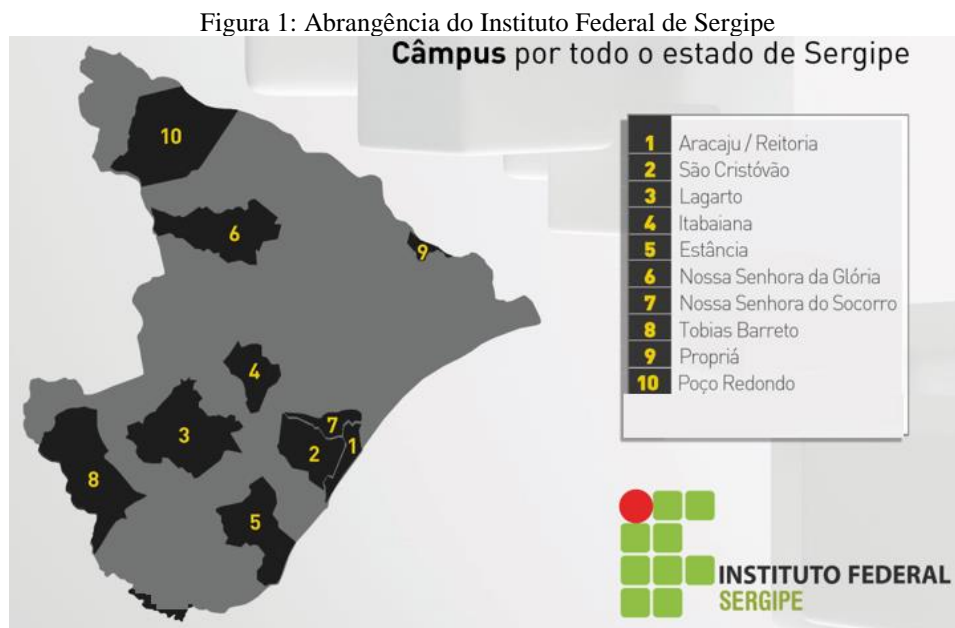 Figura 1: Abrangência do Instituto Federal de Sergipe
Câmpus por todo o estado de Sergipe
10
6
9
4
3
7
2
1
8
5
1 Aracaju / Reitoria
2 São Cristóvão
3 Lagarto
4 Itabaiana
5 Estância
6 Nossa Senhora da Glória
7 Nossa Senhora do Socorro
8 Tobias Barreto
9 Propriá
10 Poço Redondo
INSTITUTO FEDERAL
SERGIPE